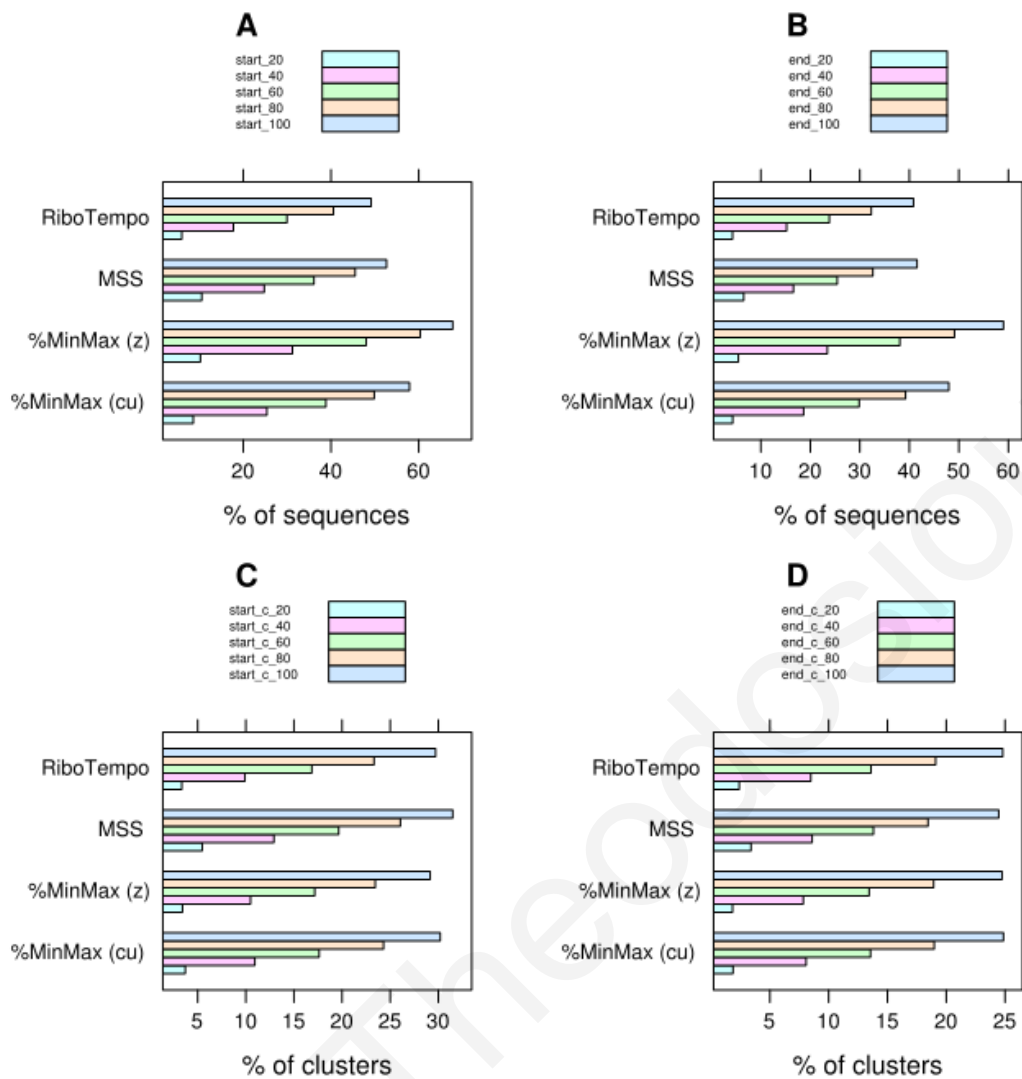 A
start_20
start_40
start_60
start_80
start_100
RiboTempo
MSS
%MinMax (z)
%MinMax (cu)
20 40 60
% of sequences
B
end_20
end_40
end_60
end_80
end_100
RiboTempo
MSS
%MinMax (z)
%MinMax (cu)
10 20 30 40 50 60
% of sequences
C
start_c_20
start_c_40
start_c_60
start_c_80
start_c_100
RiboTempo
MSS
%MinMax (z)
%MinMax (cu)
5 10 15 20 25 30
% of clusters
D
end_c_20
end_c_40
end_c_60
end_c_80
end_c_100
RiboTempo
MSS
%MinMax (z)
%MinMax (cu)
5 10 15 20 25
% of clusters